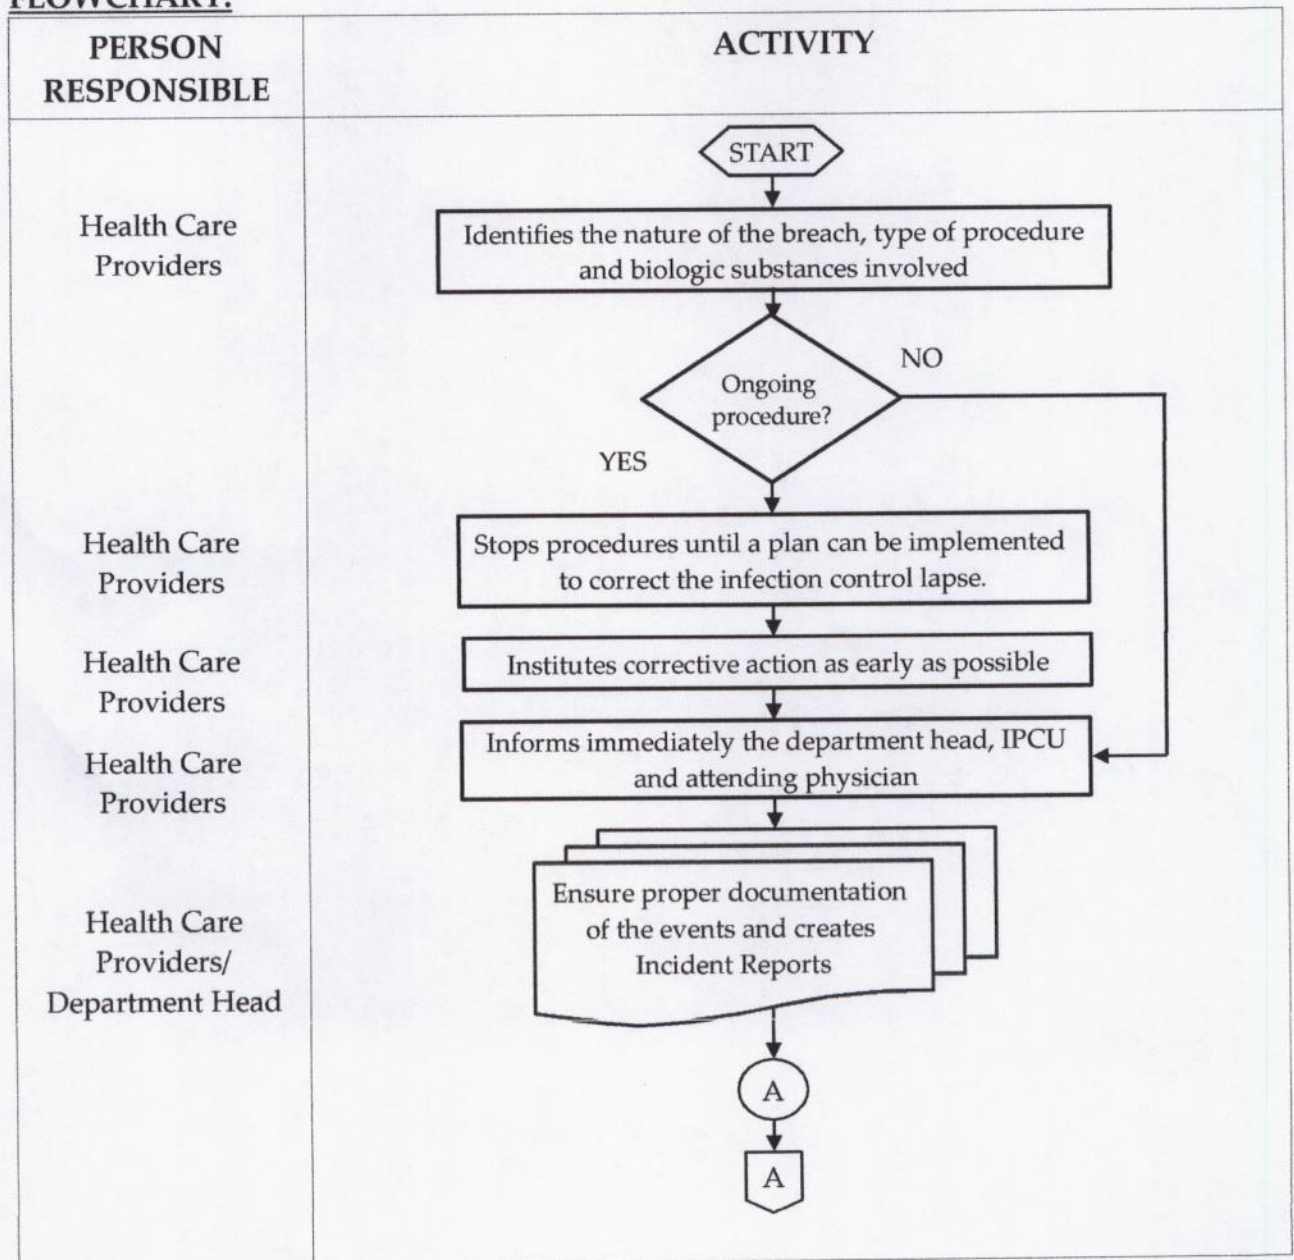 FLOWCHART:
PERSON
RESPONSIBLE
ACTIVITY
START
Health Care
Providers
Identifies the nature of the breach, type of procedure
and biologic substances involved
Ongoing
procedure?
NO
YES
Health Care
Providers
Stops procedures until a plan can be implemented
to correct the infection control lapse.
Health Care
Providers
Institutes corrective action as early as possible
Health Care
Providers
Informs immediately the department head, IPCU
and attending physician
Health Care
Providers/
Department Head
Ensure proper documentation
of the events and creates
Incident Reports
A
A